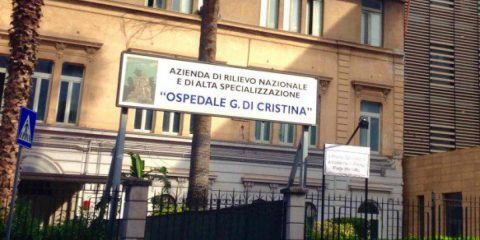 AZIENDA DI RILIEVO NAZIONALE
E DI ALTA SPECIALIZZAZIONE
"OSPEDALE G. DI CRISTINA"